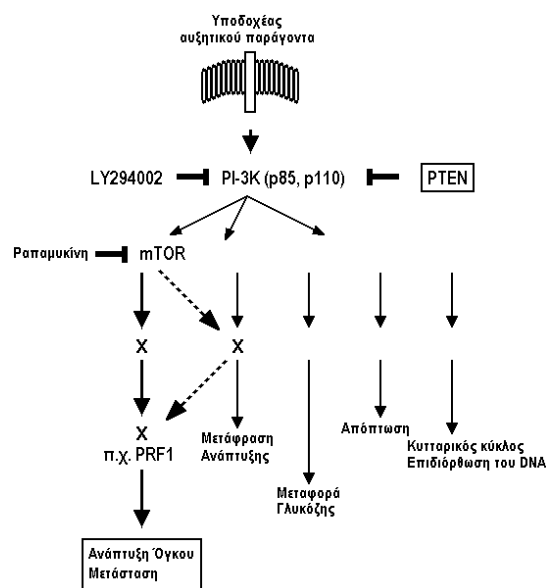 Υποδοχέας
αυξητικού παράγοντα
LY294002
PI-3K (p85, p110)
PTEN
Ραπαμυκίνη
mTOR
X
X
X
π.χ. PRF1
Μετάφραση
Ανάπτυξης
Μεταφορά
Γλυκόζης
Απόπτωση
Κυτταρικός κύκλος
Επιδιόρθωση του DNA
Ανάπτυξη Όγκου
Μετάσταση